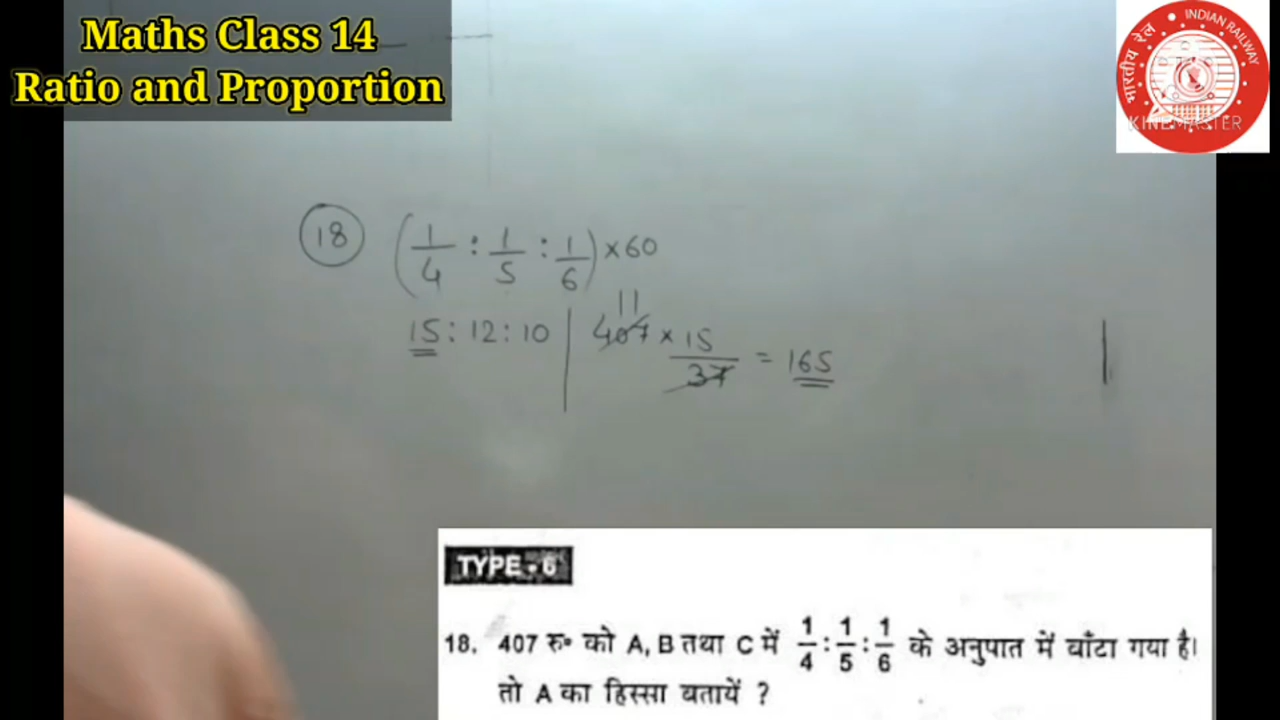 Maths Class 14
Ratio and Proportion
भारतीय रेल • INDIAN RAILWAY
KINEMASTER
18 (1/4 : 1/5 : 1/6) × 60
15 : 12 : 10 | 407 × 15/37 = 165
11
TYPE - 6
18. 407 रु० को A, B तथा C में 1/4 : 1/5 : 1/6 के अनुपात में बाँटा गया है।
तो A का हिस्सा बतायें ?